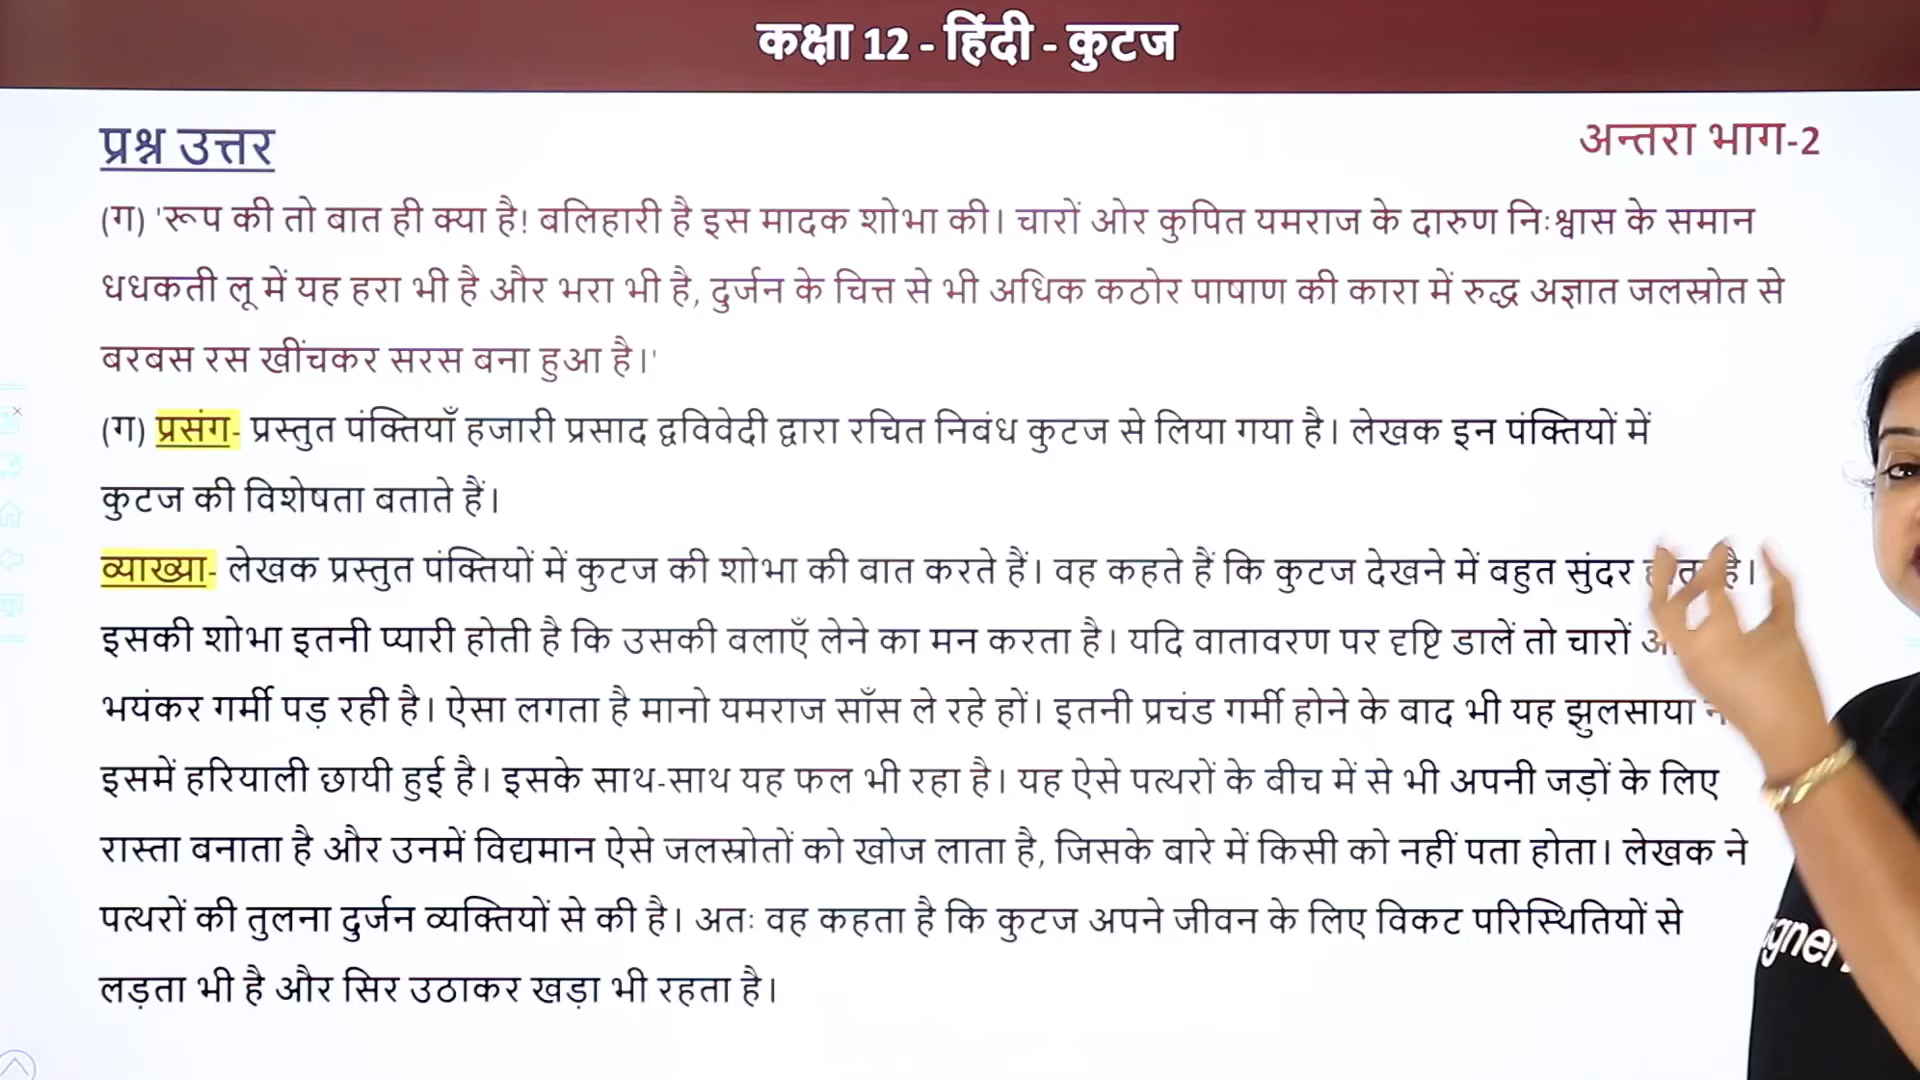 कक्षा 12 - हिंदी - कुटज
प्रश्न उत्तर
अन्तरा भाग-2
(ग) 'रूप की तो बात ही क्या है! बलिहारी है इस मादक शोभा की। चारों ओर कुपित यमराज के दारुण निःश्वास के समान
धधकती लू में यह हरा भी है और भरा भी है, दुर्जन के चित्त से भी अधिक कठोर पाषाण की कारा में रुद्ध अज्ञात जलस्रोत से
बरबस रस खींचकर सरस बना हुआ है।'
(ग) प्रसंग- प्रस्तुत पंक्तियाँ हजारी प्रसाद द्वविवेदी द्वारा रचित निबंध कुटज से लिया गया है। लेखक इन पंक्तियों में
कुटज की विशेषता बताते हैं।
व्याख्या- लेखक प्रस्तुत पंक्तियों में कुटज की शोभा की बात करते हैं। वह कहते हैं कि कुटज देखने में बहुत सुंदर है।
इसकी शोभा इतनी प्यारी होती है कि उसकी बलाएँ लेने का मन करता है। यदि वातावरण पर दृष्टि डालें तो चारों
भयंकर गर्मी पड़ रही है। ऐसा लगता है मानो यमराज साँस ले रहे हों। इतनी प्रचंड गर्मी होने के बाद भी यह झुलसाया
इसमें हरियाली छायी हुई है। इसके साथ-साथ यह फल भी रहा है। यह ऐसे पत्थरों के बीच में से भी अपनी जड़ों के लिए
रास्ता बनाता है और उनमें विद्यमान ऐसे जलस्रोतों को खोज लाता है, जिसके बारे में किसी को नहीं पता होता। लेखक ने
पत्थरों की तुलना दुर्जन व्यक्तियों से की है। अतः वह कहता है कि कुटज अपने जीवन के लिए विकट परिस्थितियों से
लड़ता भी है और सिर उठाकर खड़ा भी रहता है।